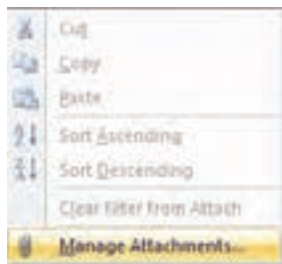 Cut
Copy
Paste
Sort Ascending
Sort Descending
Clear filter from Attach
Manage Attachments...